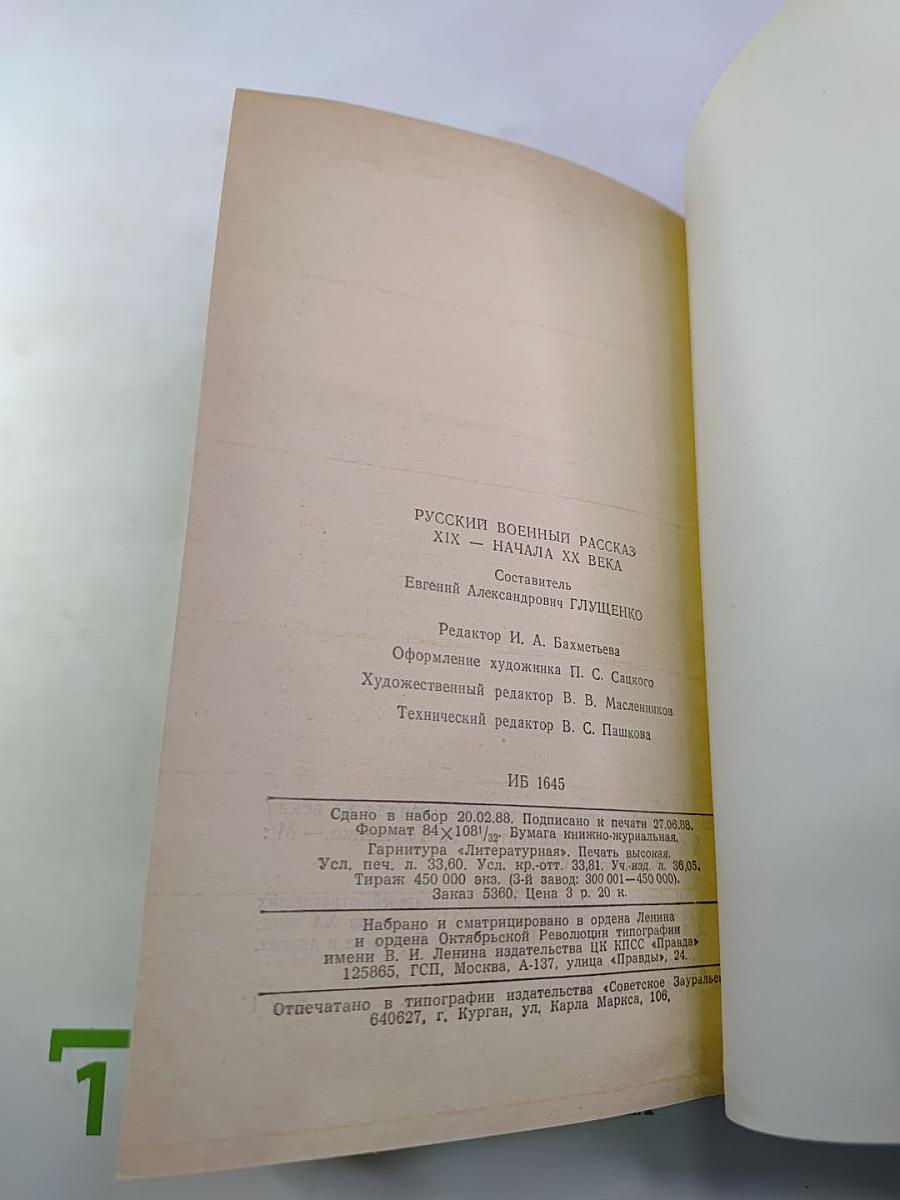 РУССКИЙ ВОЕННЫЙ РАССКАЗ
XIX — НАЧАЛА XX ВЕКА
Составитель
Евгений Александрович ГЛУЩЕНКО
Редактор И. А. Бахметьева
Оформление художника П. С. Сацкого
Художественный редактор В. В. Масленников
Технический редактор В. С. Пашкова
ИБ 1645
Сдано в набор 20.02.88. Подписано к печати 27.06.88.
Формат 84×108¹/₃₂. Бумага книжно-журнальная.
Гарнитура «Литературная». Печать высокая.
Усл. печ. л. 33,60. Усл. кр.-отт. 33,81. Уч.-изд. л. 36,05.
Тираж 450 000 экз. (3-й завод: 300 001—450 000).
Заказ 5360. Цена 3 р. 20 к.
Набрано и сматрицировано в ордена Ленина
и ордена Октябрьской Революции типографии
имени В. И. Ленина издательства ЦК КПСС «Правда»
125865, ГСП, Москва, А-137, улица «Правды», 24.
Отпечатано в типографии издательства «Советское Зауралье»
640627, г. Курган, ул. Карла Маркса, 106,
1